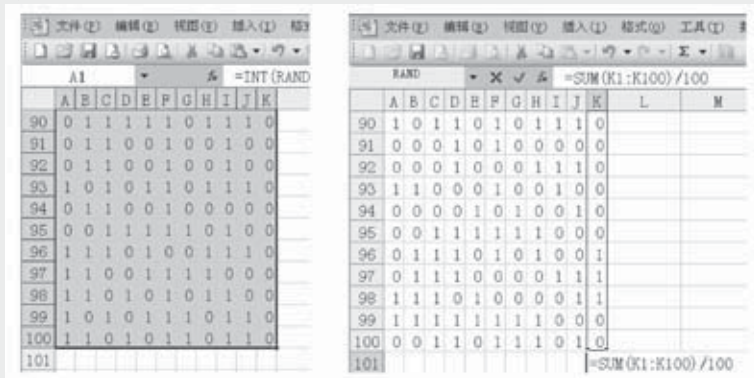 文件(F) 编辑(E) 视图(V) 插入(I) 格式
A1 =INT(RAND
A B C D E F G H I J K
90 0 1 1 1 1 1 0 1 1 1 0
91 0 1 0 0 1 1 0 0 1 0 0
92 0 1 1 0 1 1 0 0 1 0 0
93 1 0 1 0 1 1 0 1 0 1 0
94 0 1 1 0 0 1 0 0 0 0 0
95 0 0 1 1 1 1 1 0 1 0 0
96 1 1 1 0 1 0 0 1 1 1 0
97 1 1 0 0 1 1 1 1 0 0 0
98 1 1 0 1 0 1 0 1 1 0 0
99 1 0 1 0 1 1 0 1 1 1 0
100 1 1 0 1 0 1 1 0 1 0 0
101
文件(F) 编辑(E) 视图(V) 插入(I) 格式(O) 工具(T)
RAND =SUM(K1:K100)/100
A B C D E F G H I J K L M
90 1 0 1 1 0 1 0 1 1 1 0
91 0 0 0 1 0 1 0 0 0 0 0
92 0 0 0 1 0 0 0 1 1 1 0
93 1 1 0 0 0 1 0 0 1 0 0
94 0 0 0 0 1 0 1 0 0 1 0
95 0 0 1 1 1 1 1 1 1 0 0
96 0 0 1 1 0 1 0 1 0 0 1
97 0 1 1 1 0 0 0 0 1 1 1
98 1 1 1 0 1 0 0 0 0 1 1
99 1 1 1 1 1 1 1 1 0 0 0
100 0 0 1 1 0 1 1 1 0 1 0
101 =SUM(K1:K100)/100